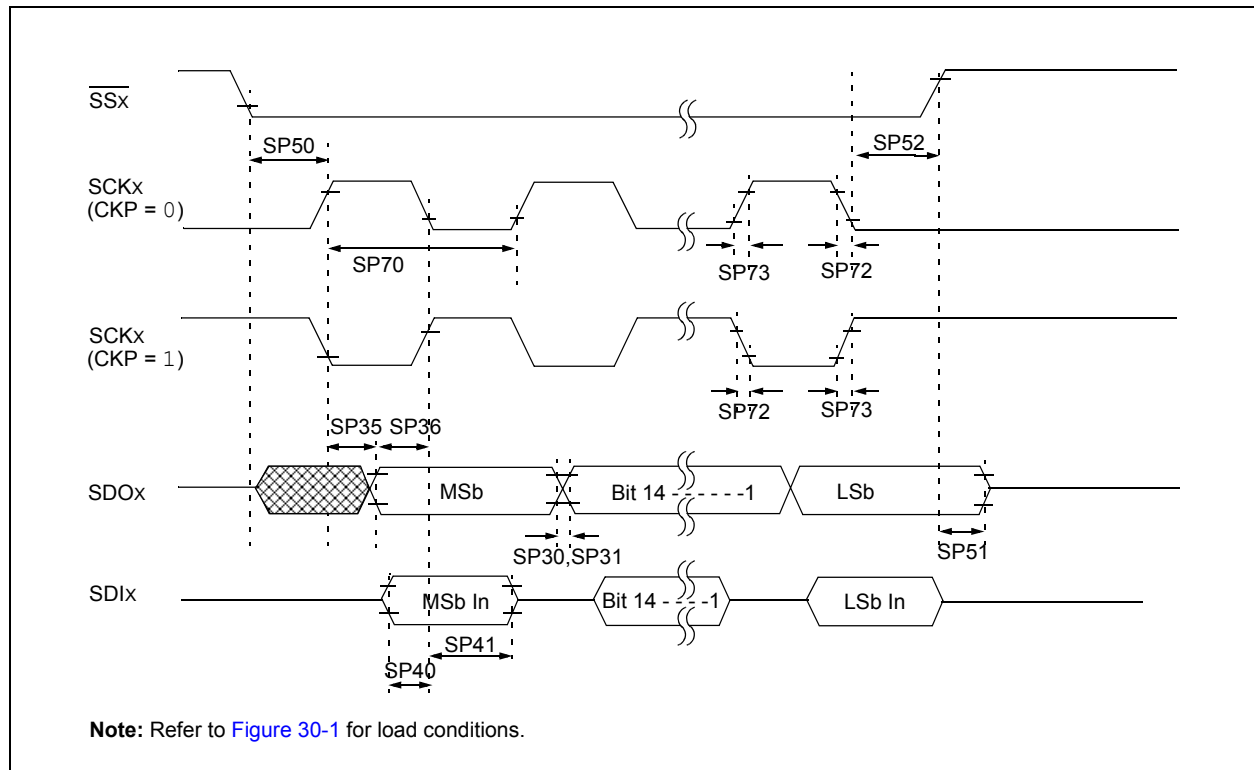 SSx
SP50
SP52
SCKx
(CKP = 0)
SP70
SP73
SP72
SCKx
(CKP = 1)
SP72
SP73
SP35
SP36
SDOx
MSb
Bit 14 - - - - - -1
LSb
SP30,SP31
SP51
SDIx
MSb In
Bit 14 - - - -1
LSb In
SP41
SP40
Note: Refer to Figure 30-1 for load conditions.